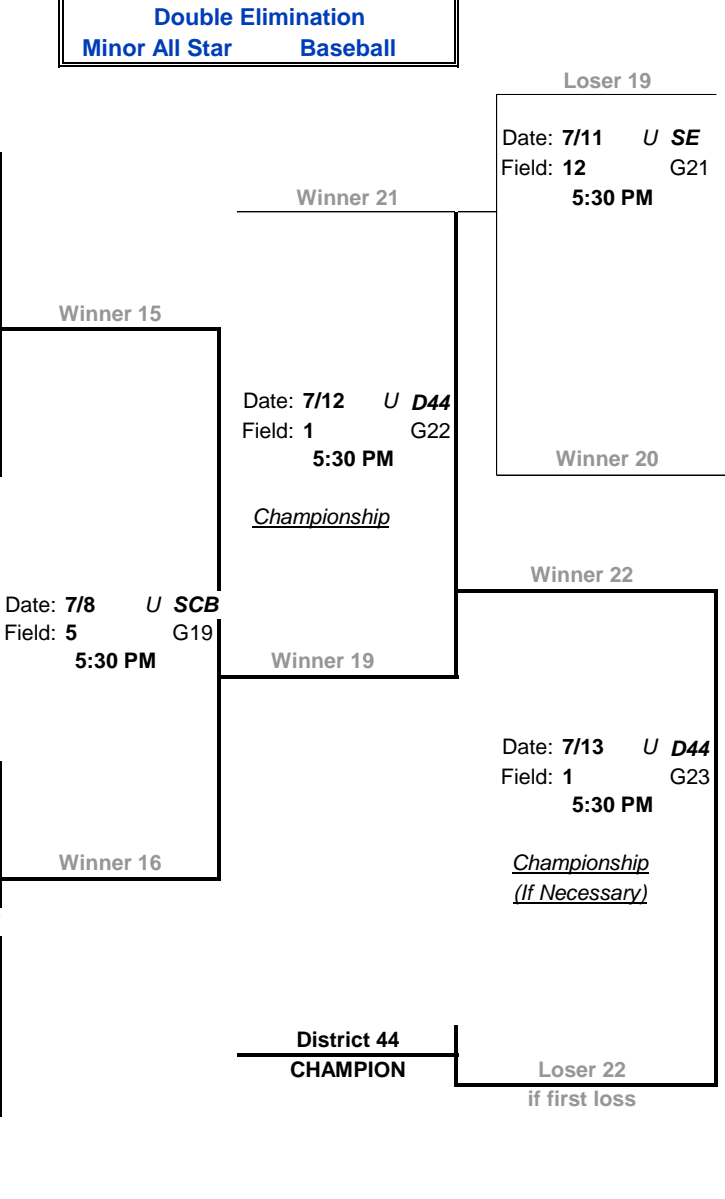 Double Elimination
Minor All Star Baseball
Loser 19
Date: 7/11 U SE
Field: 12 G21
5:30 PM
Winner 21
Winner 15
Date: 7/12 U D44
Field: 1 G22
5:30 PM
Winner 20
Championship
Winner 22
Date: 7/8 U SCB
Field: 5 G19
5:30 PM
Winner 19
Date: 7/13 U D44
Field: 1 G23
5:30 PM
Winner 16
Championship
(If Necessary)
District 44
CHAMPION
Loser 22
if first loss